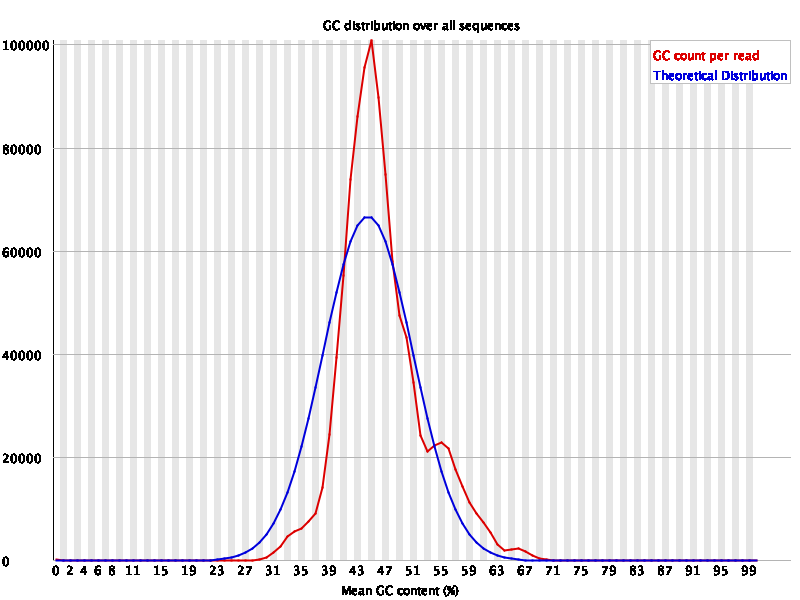 GC distribution over all sequences
GC count per read
Theoretical Distribution
100000
80000
60000
40000
20000
0
0 2 4 6 8 11 15 19 23 27 31 35 39 43 47 51 55 59 63 67 71 75 79 83 87 91 95 99
Mean GC content (%)